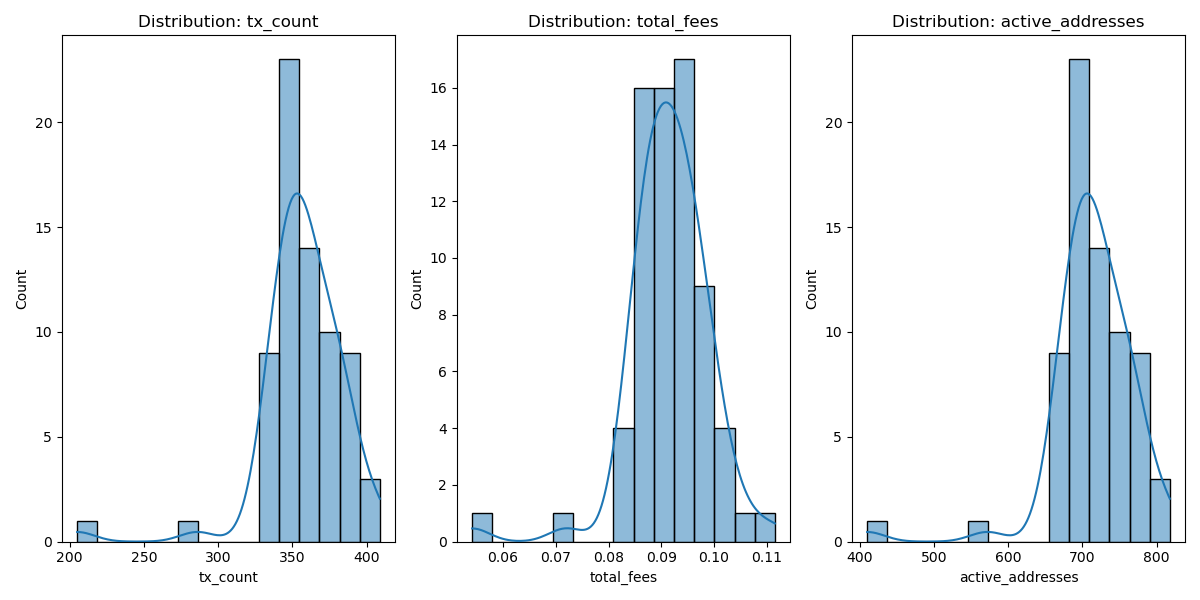 Distribution: tx_count
Count
20
15
10
5
0
200 250 300 350 400
tx_count
Distribution: total_fees
Count
16
14
12
10
8
6
4
2
0
0.06 0.07 0.08 0.09 0.10 0.11
total_fees
Distribution: active_addresses
Count
20
15
10
5
0
400 500 600 700 800
active_addresses